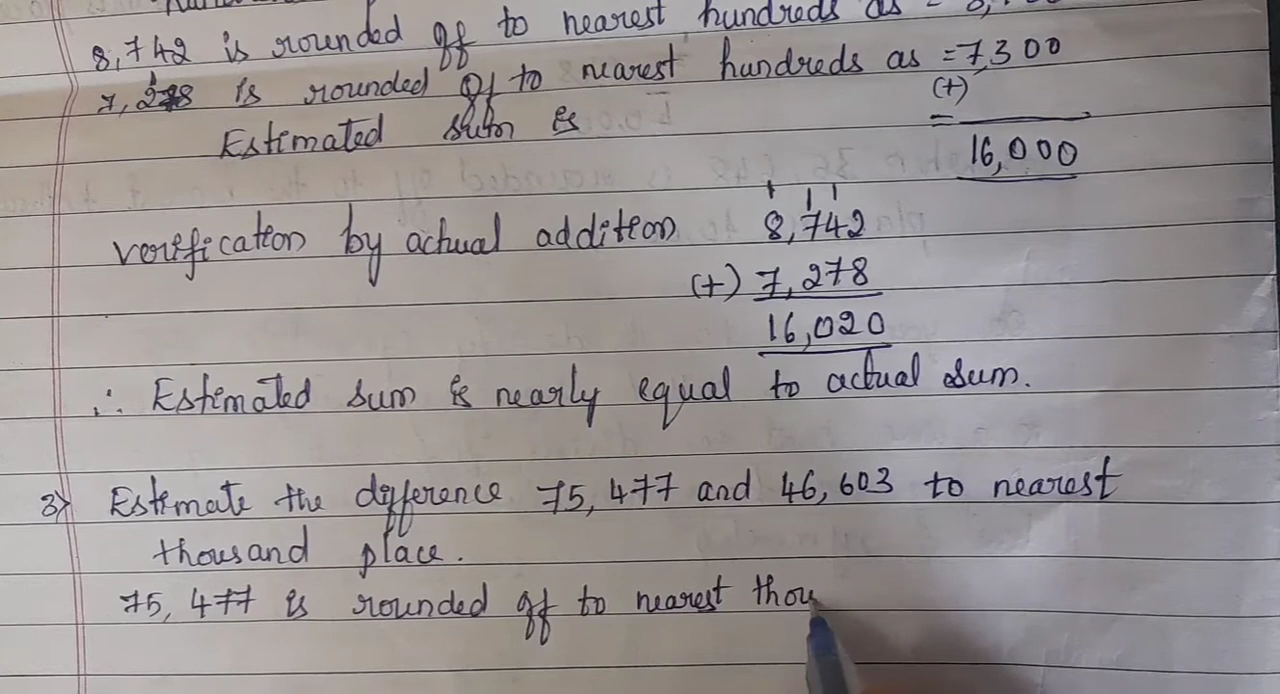 8,742 is rounded off to nearest hundreds as =
7,278 is rounded off to nearest hundreds as = 7,300
(+)
Estimated sum is =
16,000
verification by actual addition 8,742
(+) 7,278
16,020
∴ Estimated sum is nearly equal to actual sum.
3) Estimate the difference 75,477 and 46,603 to nearest
thousand place.
75,477 is rounded off to nearest thou